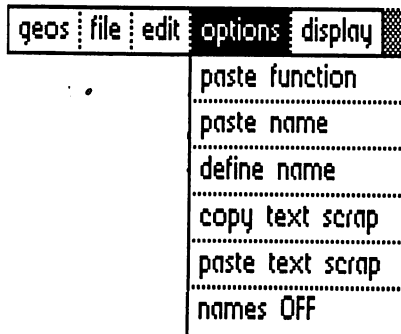 geos file edit options display
paste function
paste name
define name
copy text scrap
paste text scrap
names OFF